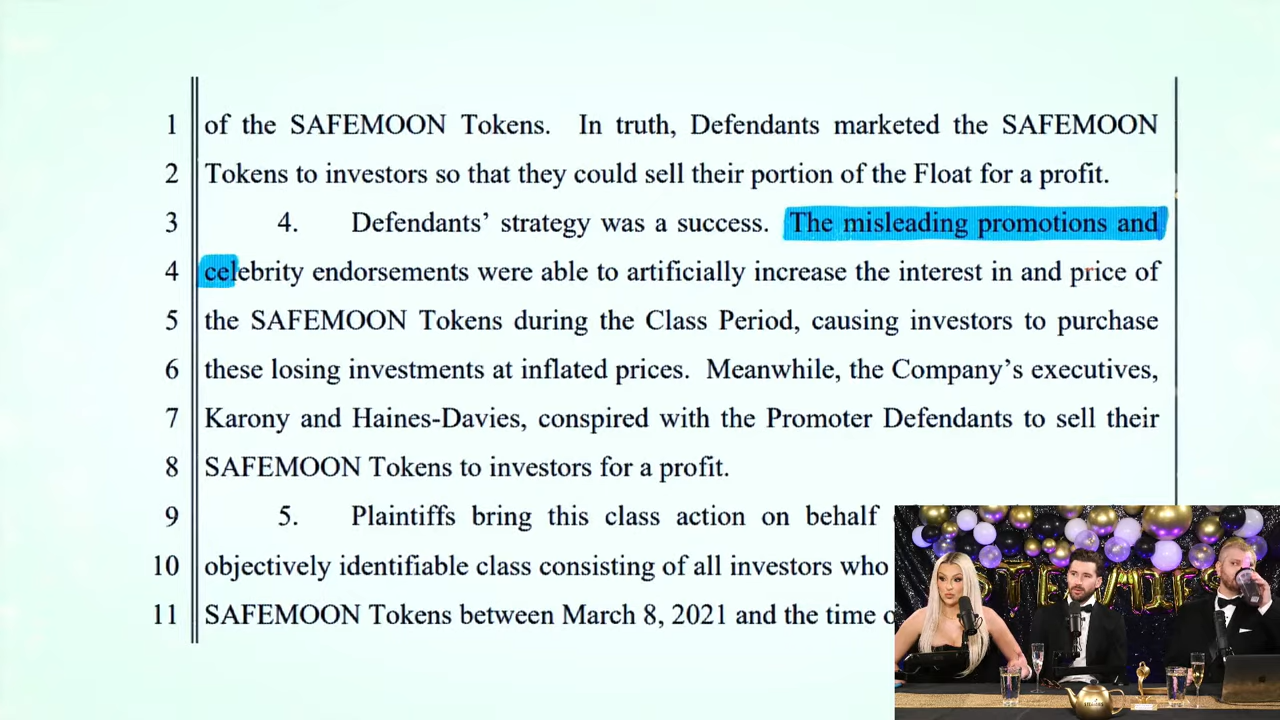 1 of the SAFEMOON Tokens. In truth, Defendants marketed the SAFEMOON
2 Tokens to investors so that they could sell their portion of the Float for a profit.
3 4. Defendants’ strategy was a success. The misleading promotions and
4 celebrity endorsements were able to artificially increase the interest in and price of
5 the SAFEMOON Tokens during the Class Period, causing investors to purchase
6 these losing investments at inflated prices. Meanwhile, the Company’s executives,
7 Karony and Haines-Davies, conspired with the Promoter Defendants to sell their
8 SAFEMOON Tokens to investors for a profit.
9 5. Plaintiffs bring this class action on behalf
10 objectively identifiable class consisting of all investors who
11 SAFEMOON Tokens between March 8, 2021 and the time